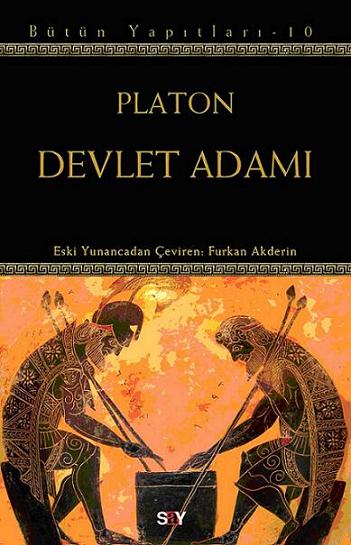 Bütün Yapıtları-10
PLATON
DEVLET ADAMI
Eski Yunancadan Çeviren: Furkan Akderin
say